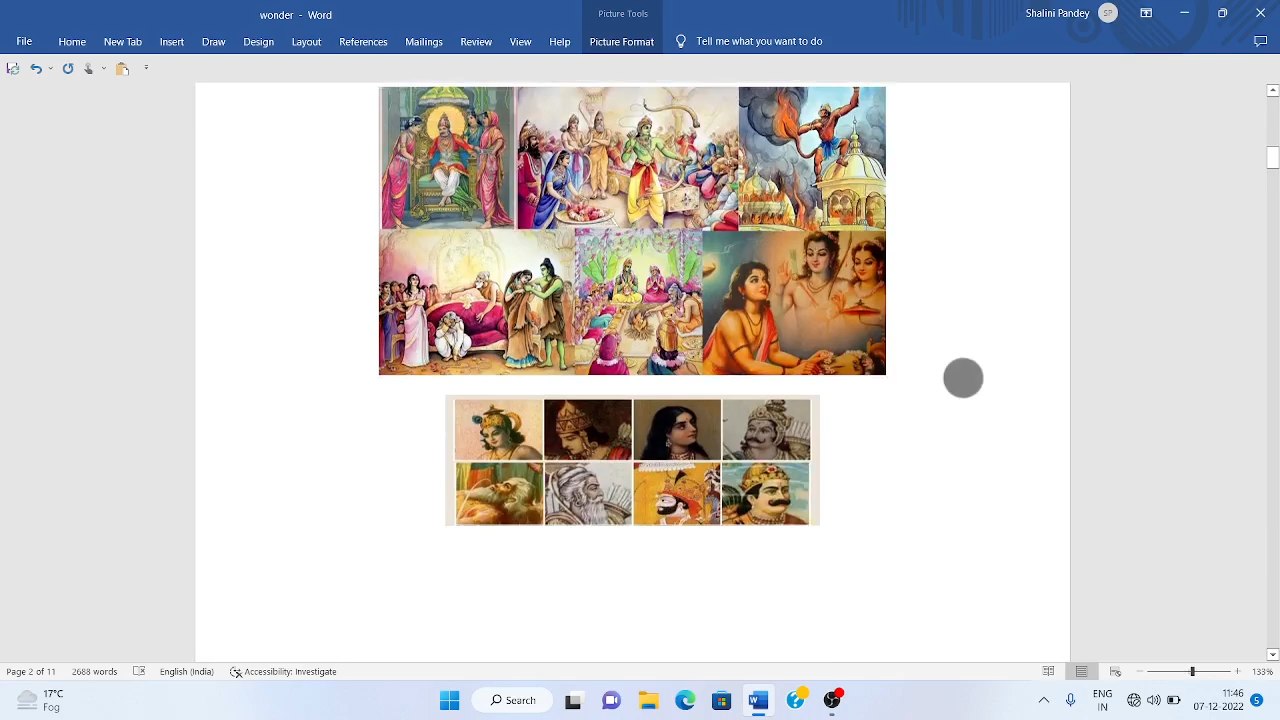 wonder - Word
Picture Tools
Shalni Pandey
SP
File Home New Tab Insert Draw Design Layout References Mailings Review View Help Picture Format Tell me what you want to do
Page 2 of 11 2688 words English (India) Accessibility: Investigate 133%
17°C
Fog
Search
ENG
IN
11:46
07-12-2022
5